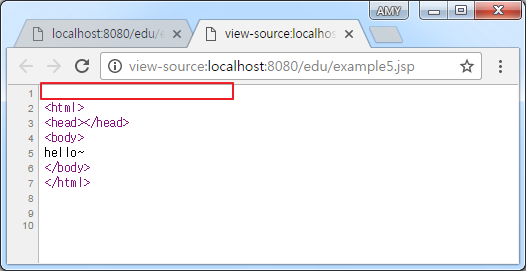 AMY
localhost:8080/edu/e
view-source:localhos
view-source:localhost:8080/edu/example5.jsp
1
2 <html>
3 <head></head>
4 <body>
5 hello~
6 </body>
7 </html>
8
9
10